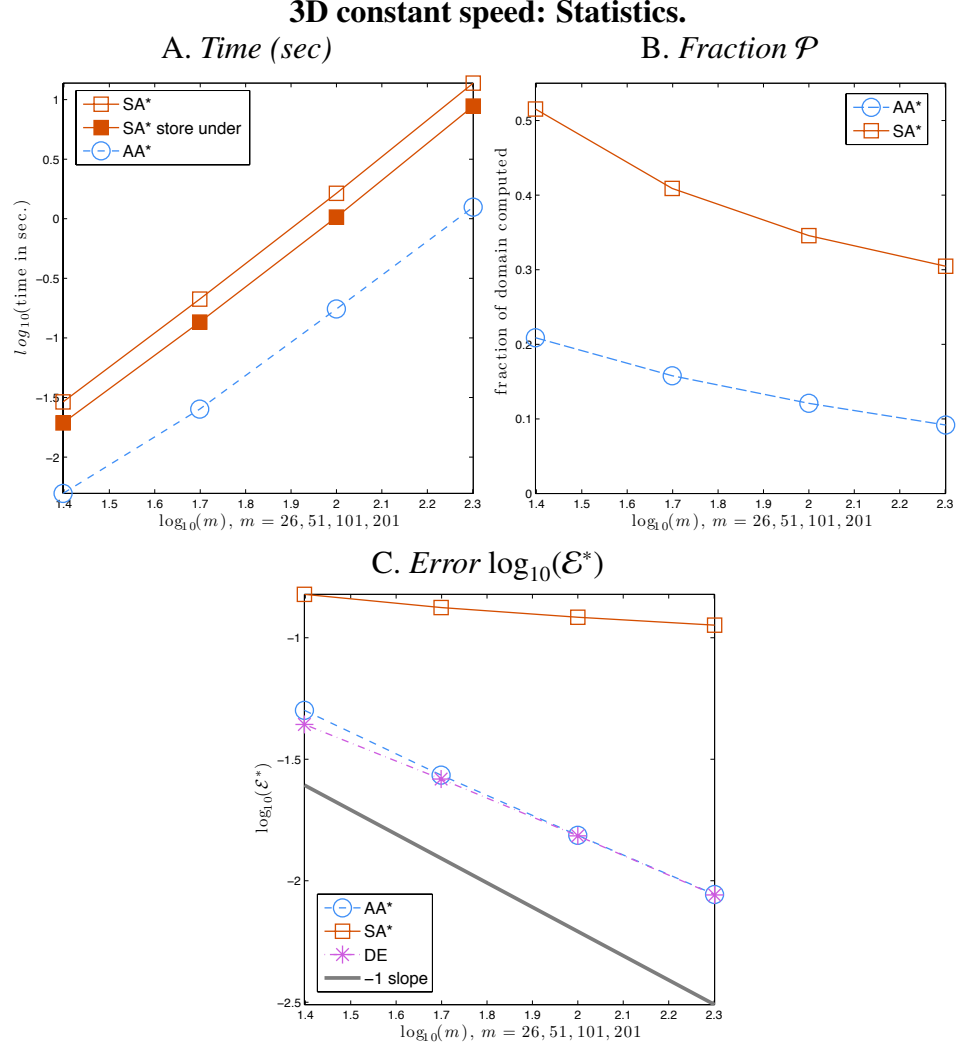 3D constant speed: Statistics.
A. Time (sec)
SA*
SA* store under
AA*
1
0.5
0
−0.5
−1
−1.5
−2
log₁₀(time in sec.)
1.4 1.5 1.6 1.7 1.8 1.9 2 2.1 2.2 2.3
log₁₀(m), m = 26, 51, 101, 201
B. Fraction 𝒫
AA*
SA*
0.5
0.4
0.3
0.2
0.1
0
fraction of domain computed
1.4 1.5 1.6 1.7 1.8 1.9 2 2.1 2.2 2.3
log₁₀(m), m = 26, 51, 101, 201
C. Error log₁₀(ℰ*)
−1
−1.5
−2
−2.5
log₁₀(ℰ*)
AA*
SA*
DE
−1 slope
1.4 1.5 1.6 1.7 1.8 1.9 2 2.1 2.2 2.3
log₁₀(m), m = 26, 51, 101, 201